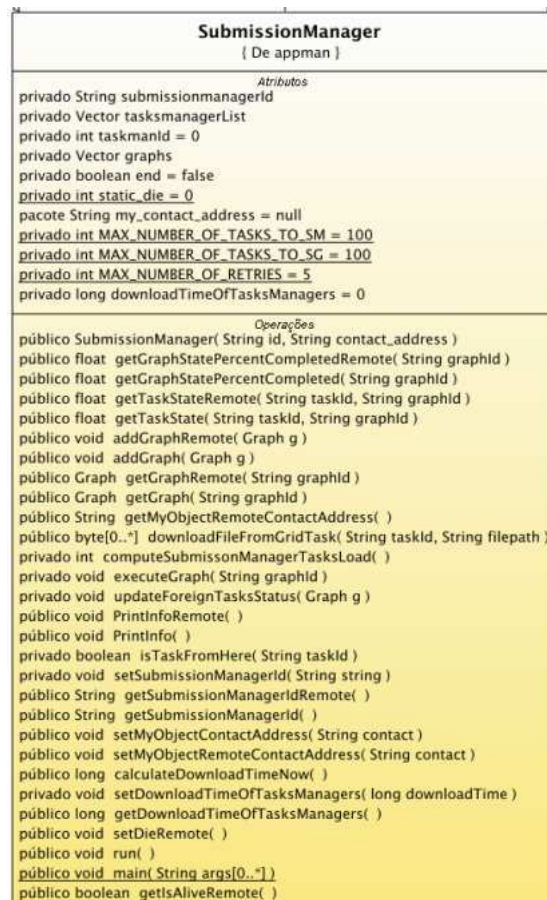 SubmissionManager
{ De appman }
Atributos
privado String submissionmanagerId
privado Vector tasksmanagerList
privado int taskmanId = 0
privado Vector graphs
privado boolean end = false
privado int static_die = 0
pacote String my_contact_address = null
privado int MAX_NUMBER_OF_TASKS_TO_SM = 100
privado int MAX_NUMBER_OF_TASKS_TO_SG = 100
privado int MAX_NUMBER_OF_RETRIES = 5
privado long downloadTimeOfTasksManagers = 0
Operações
público SubmissionManager( String id, String contact_address )
público float getGraphStatePercentCompletedRemote( String graphId )
público float getGraphStatePercentCompleted( String graphId )
público float getTaskStateRemote( String taskId, String graphId )
público float getTaskState( String taskId, String graphId )
público void addGraphRemote( Graph g )
público void addGraph( Graph g )
público Graph getGraphRemote( String graphId )
público Graph getGraph( String graphId )
público String getMyObjectRemoteContactAddress( )
público byte[0..*] downloadFileFromGridTask( String taskId, String filepath )
privado int computeSubmissonManagerTasksLoad( )
privado void executeGraph( String graphId )
privado void updateForeignTasksStatus( Graph g )
público void PrintInfoRemote( )
público void PrintInfo( )
privado boolean isTaskFromHere( String taskId )
privado void setSubmissionManagerId( String string )
público String getSubmissionManagerIdRemote( )
público String getSubmissionManagerId( )
público void setMyObjectContactAddress( String contact )
público void setMyObjectRemoteContactAddress( String contact )
público long calculateDownloadTimeNow( )
privado void setDownloadTimeOfTasksManagers( long downloadTime )
público long getDownloadTimeOfTasksManagers( )
público void setDieRemote( )
público void run( )
público void main( String args[0..*] )
público boolean getIsAliveRemote( )